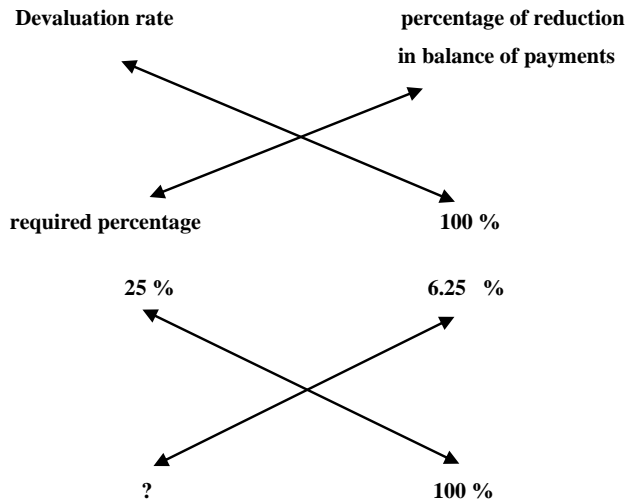 Devaluation rate percentage of reduction
in balance of payments
required percentage 100 %
25 % 6.25 %
? 100 %